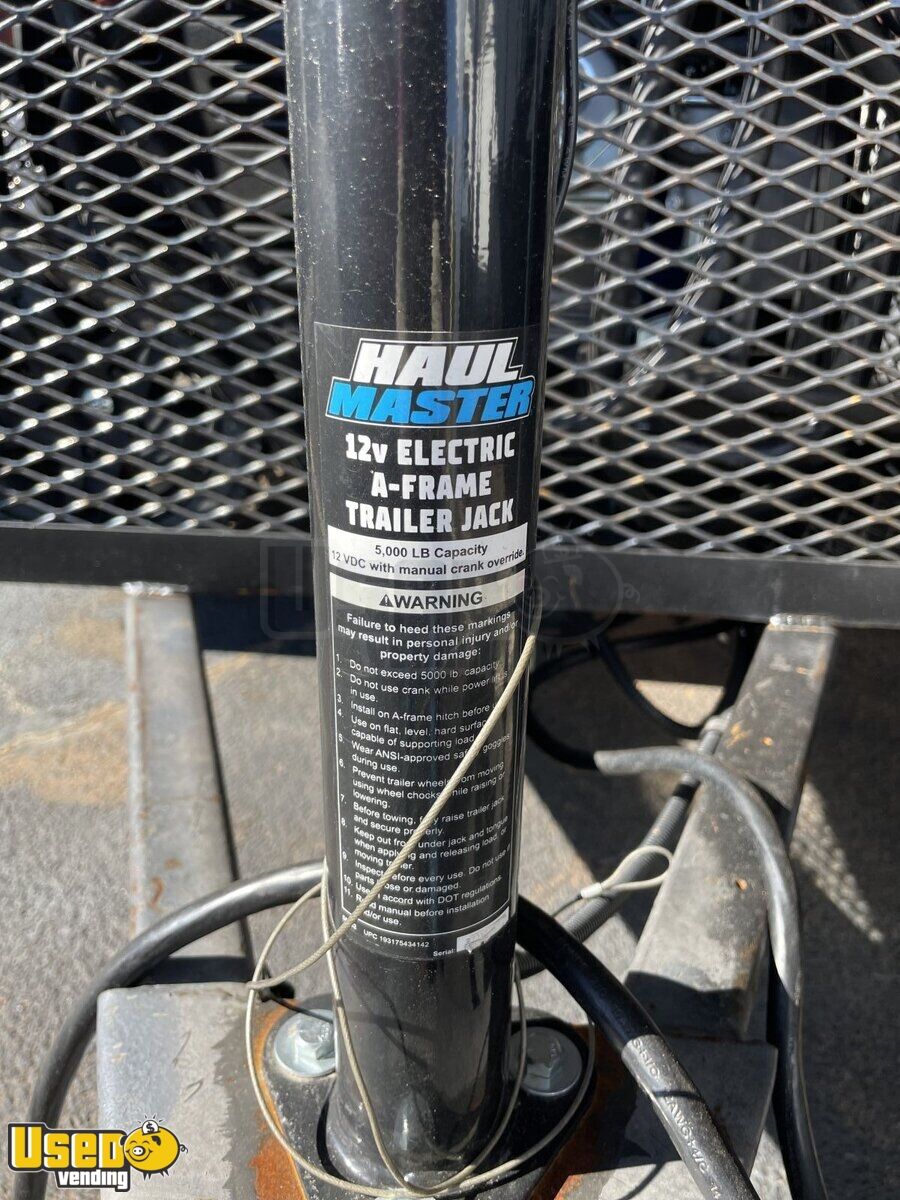 HAUL
MASTER
12V ELECTRIC
A-FRAME
TRAILER JACK
5,000 LB Capacity
12 VDC with manual crank override.
WARNING
Failure to heed these markings
may result in personal injury and/or
property damage:
1. Do not exceed 5000 lb. capacity.
2. Do not use crank while power is
in use.
3. Install on A-frame hitch before
4. Use on flat, level, hard surface
capable of supporting load.
5. Wear ANSI-approved goggles
during use.
6. Prevent trailer wheels from moving
using wheel chocks while raising or
lowering.
7. Before towing, raise trailer jack
and secure properly.
8. Keep out from under jack and tongue
when applying and releasing load, or
moving trailer.
9. Inspect before every use. Do not use if
parts loose or damaged.
10. Use accord with DOT regulations.
11. Read manual before installation
and/or use.
UPC 193175434142
Serial:
USED
vending